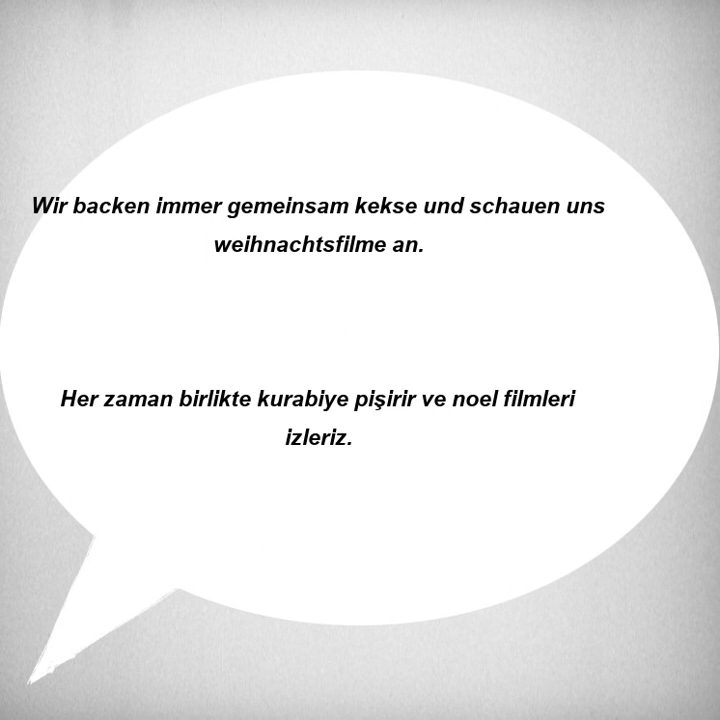 Wir backen immer gemeinsam kekse und schauen uns
weihnachtsfilme an.
Her zaman birlikte kurabiye pişirir ve noel filmleri
izleriz.